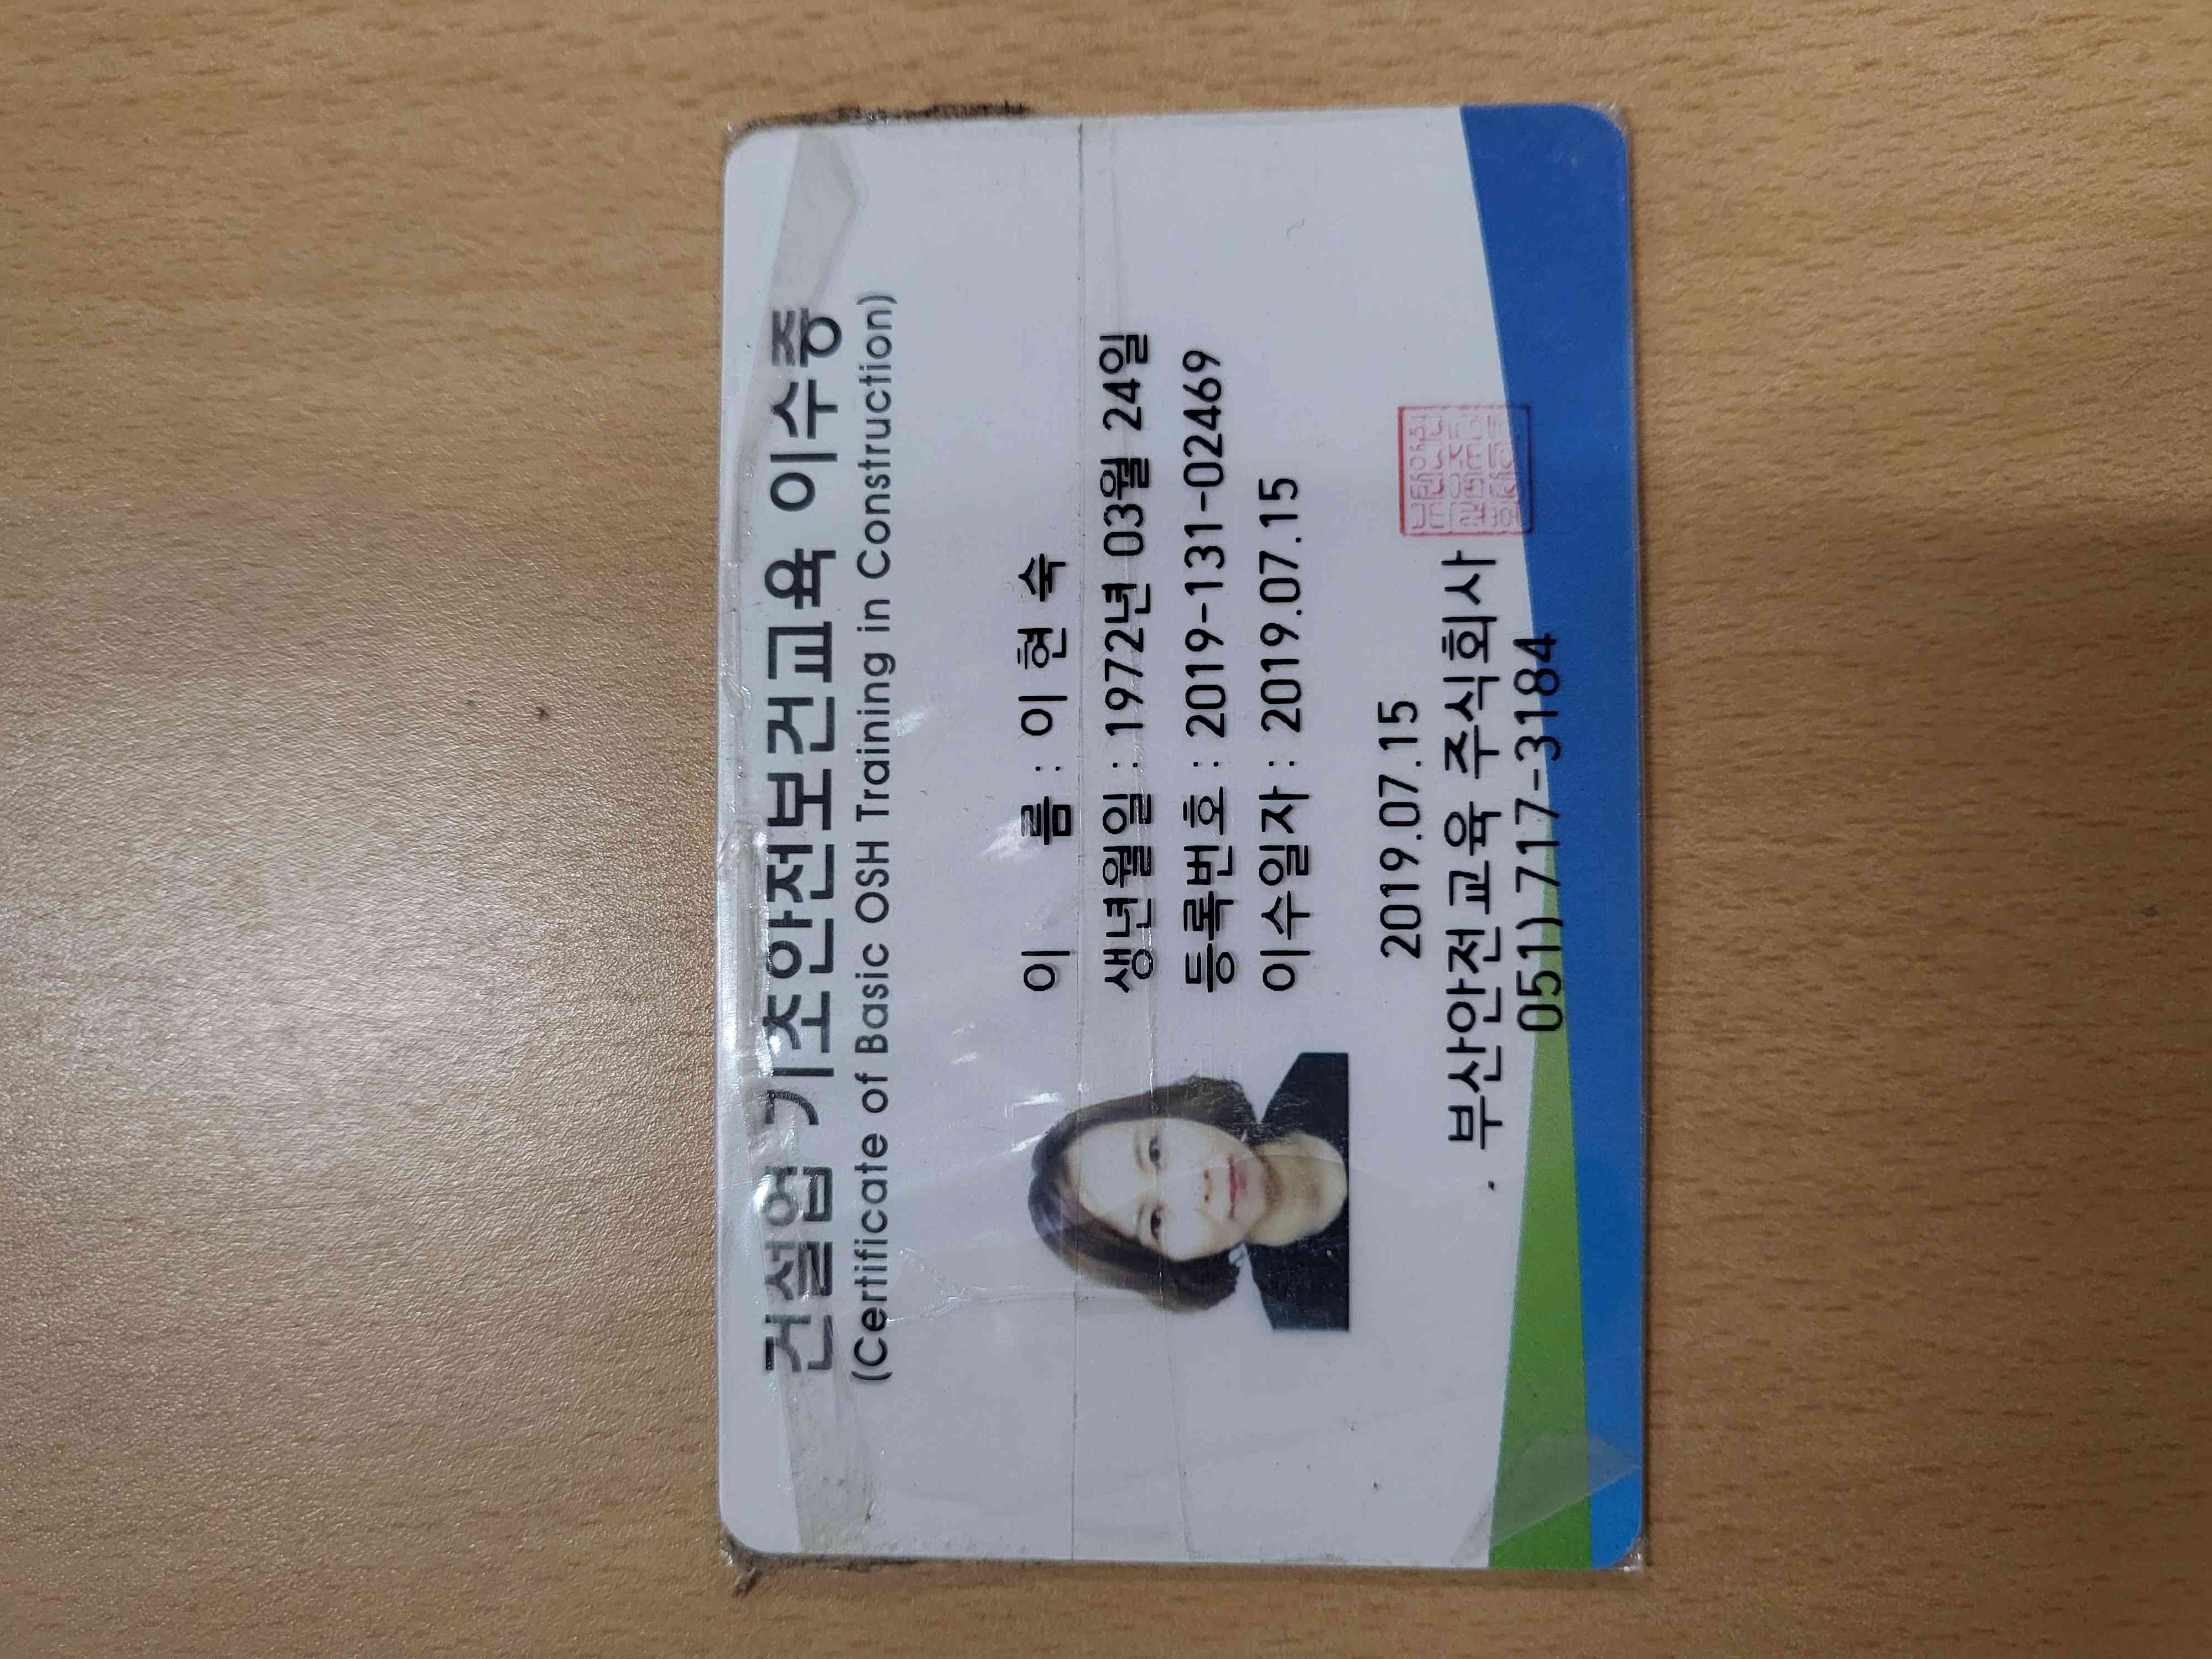 건설업 기초안전보건교육 이수증
(Certificate of Basic OSH Training in Construction)
이 름 : 이 현 숙
생년월일 : 1972년 03월 24일
등록번호 : 2019-131-02469
이수일자 : 2019.07.15
2019.07.15
부산안전교육 주식회사
051) 717-3184